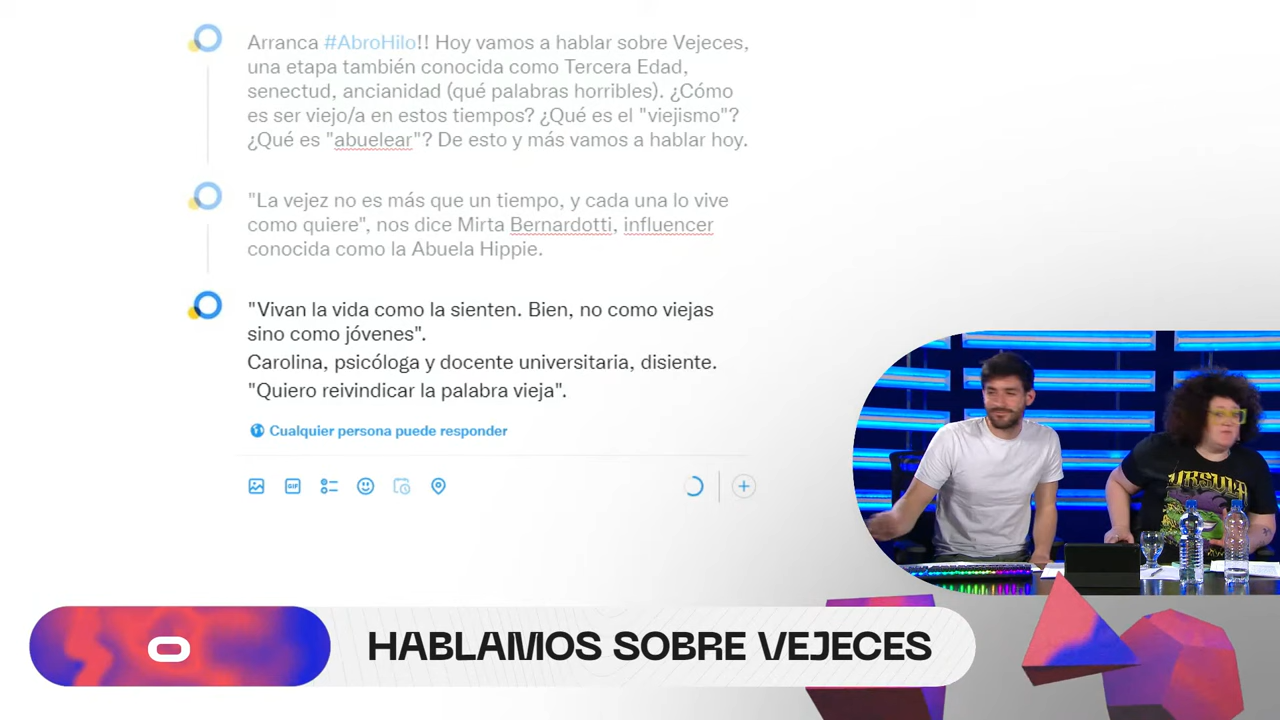 Arranca #AbroHilo!! Hoy vamos a hablar sobre Vejeces,
una etapa también conocida como Tercera Edad,
senectud, ancianidad (qué palabras horribles). ¿Cómo
es ser viejo/a en estos tiempos? ¿Qué es el "viejismo"?
¿Qué es "abuelear"? De esto y más vamos a hablar hoy.
"La vejez no es más que un tiempo, y cada una lo vive
como quiere", nos dice Mirta Bernardotti, influencer
conocida como la Abuela Hippie.
"Vivan la vida como la sienten. Bien, no como viejas
sino como jóvenes".
Carolina, psicóloga y docente universitaria, disiente.
"Quiero reivindicar la palabra vieja".
Cualquier persona puede responder
GIF
URSULA
HABLAMOS SOBRE VEJECES